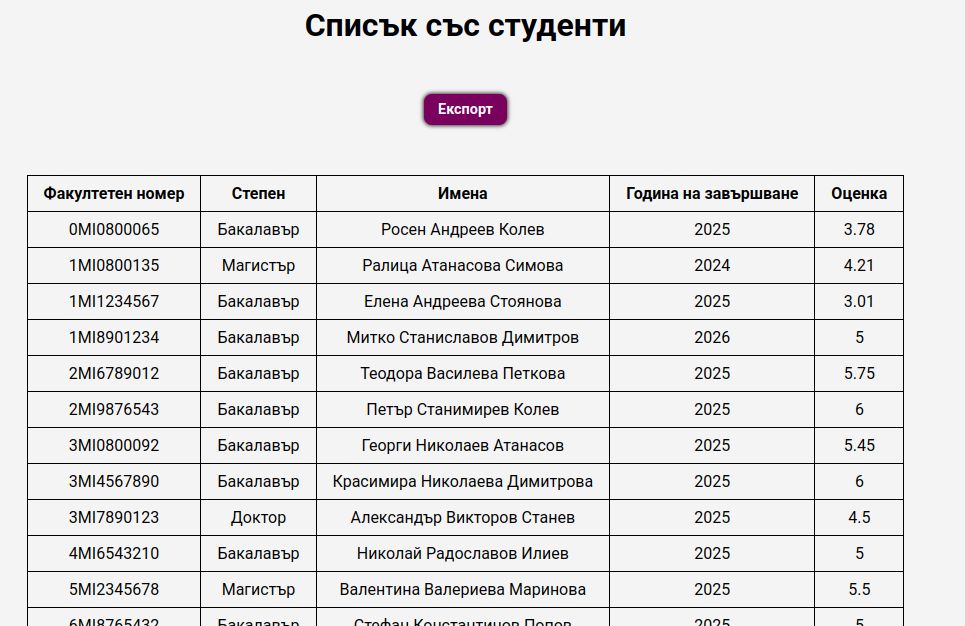 Списък със студенти
Експорт
Факултетен номер Степен Имена Година на завършване Оценка
0MI0800065 Бакалавър Росен Андреев Колев 2025 3.78
1MI0800135 Магистър Ралица Атанасова Симова 2024 4.21
1MI1234567 Бакалавър Елена Андреева Стоянова 2025 3.01
1MI8901234 Бакалавър Митко Станиславов Димитров 2026 5
2MI6789012 Бакалавър Теодора Василева Петкова 2025 5.75
2MI9876543 Бакалавър Петър Станимирев Колев 2025 6
3MI0800092 Бакалавър Георги Николаев Атанасов 2025 5.45
3MI4567890 Бакалавър Красимира Николаева Димитрова 2025 6
3MI7890123 Доктор Александър Викторов Станев 2025 4.5
4MI6543210 Бакалавър Николай Радославов Илиев 2025 5
5MI2345678 Магистър Валентина Валериева Маринова 2025 5.5
6MI8765432 Бакалавър Стефан Константинов Попов 2025 5